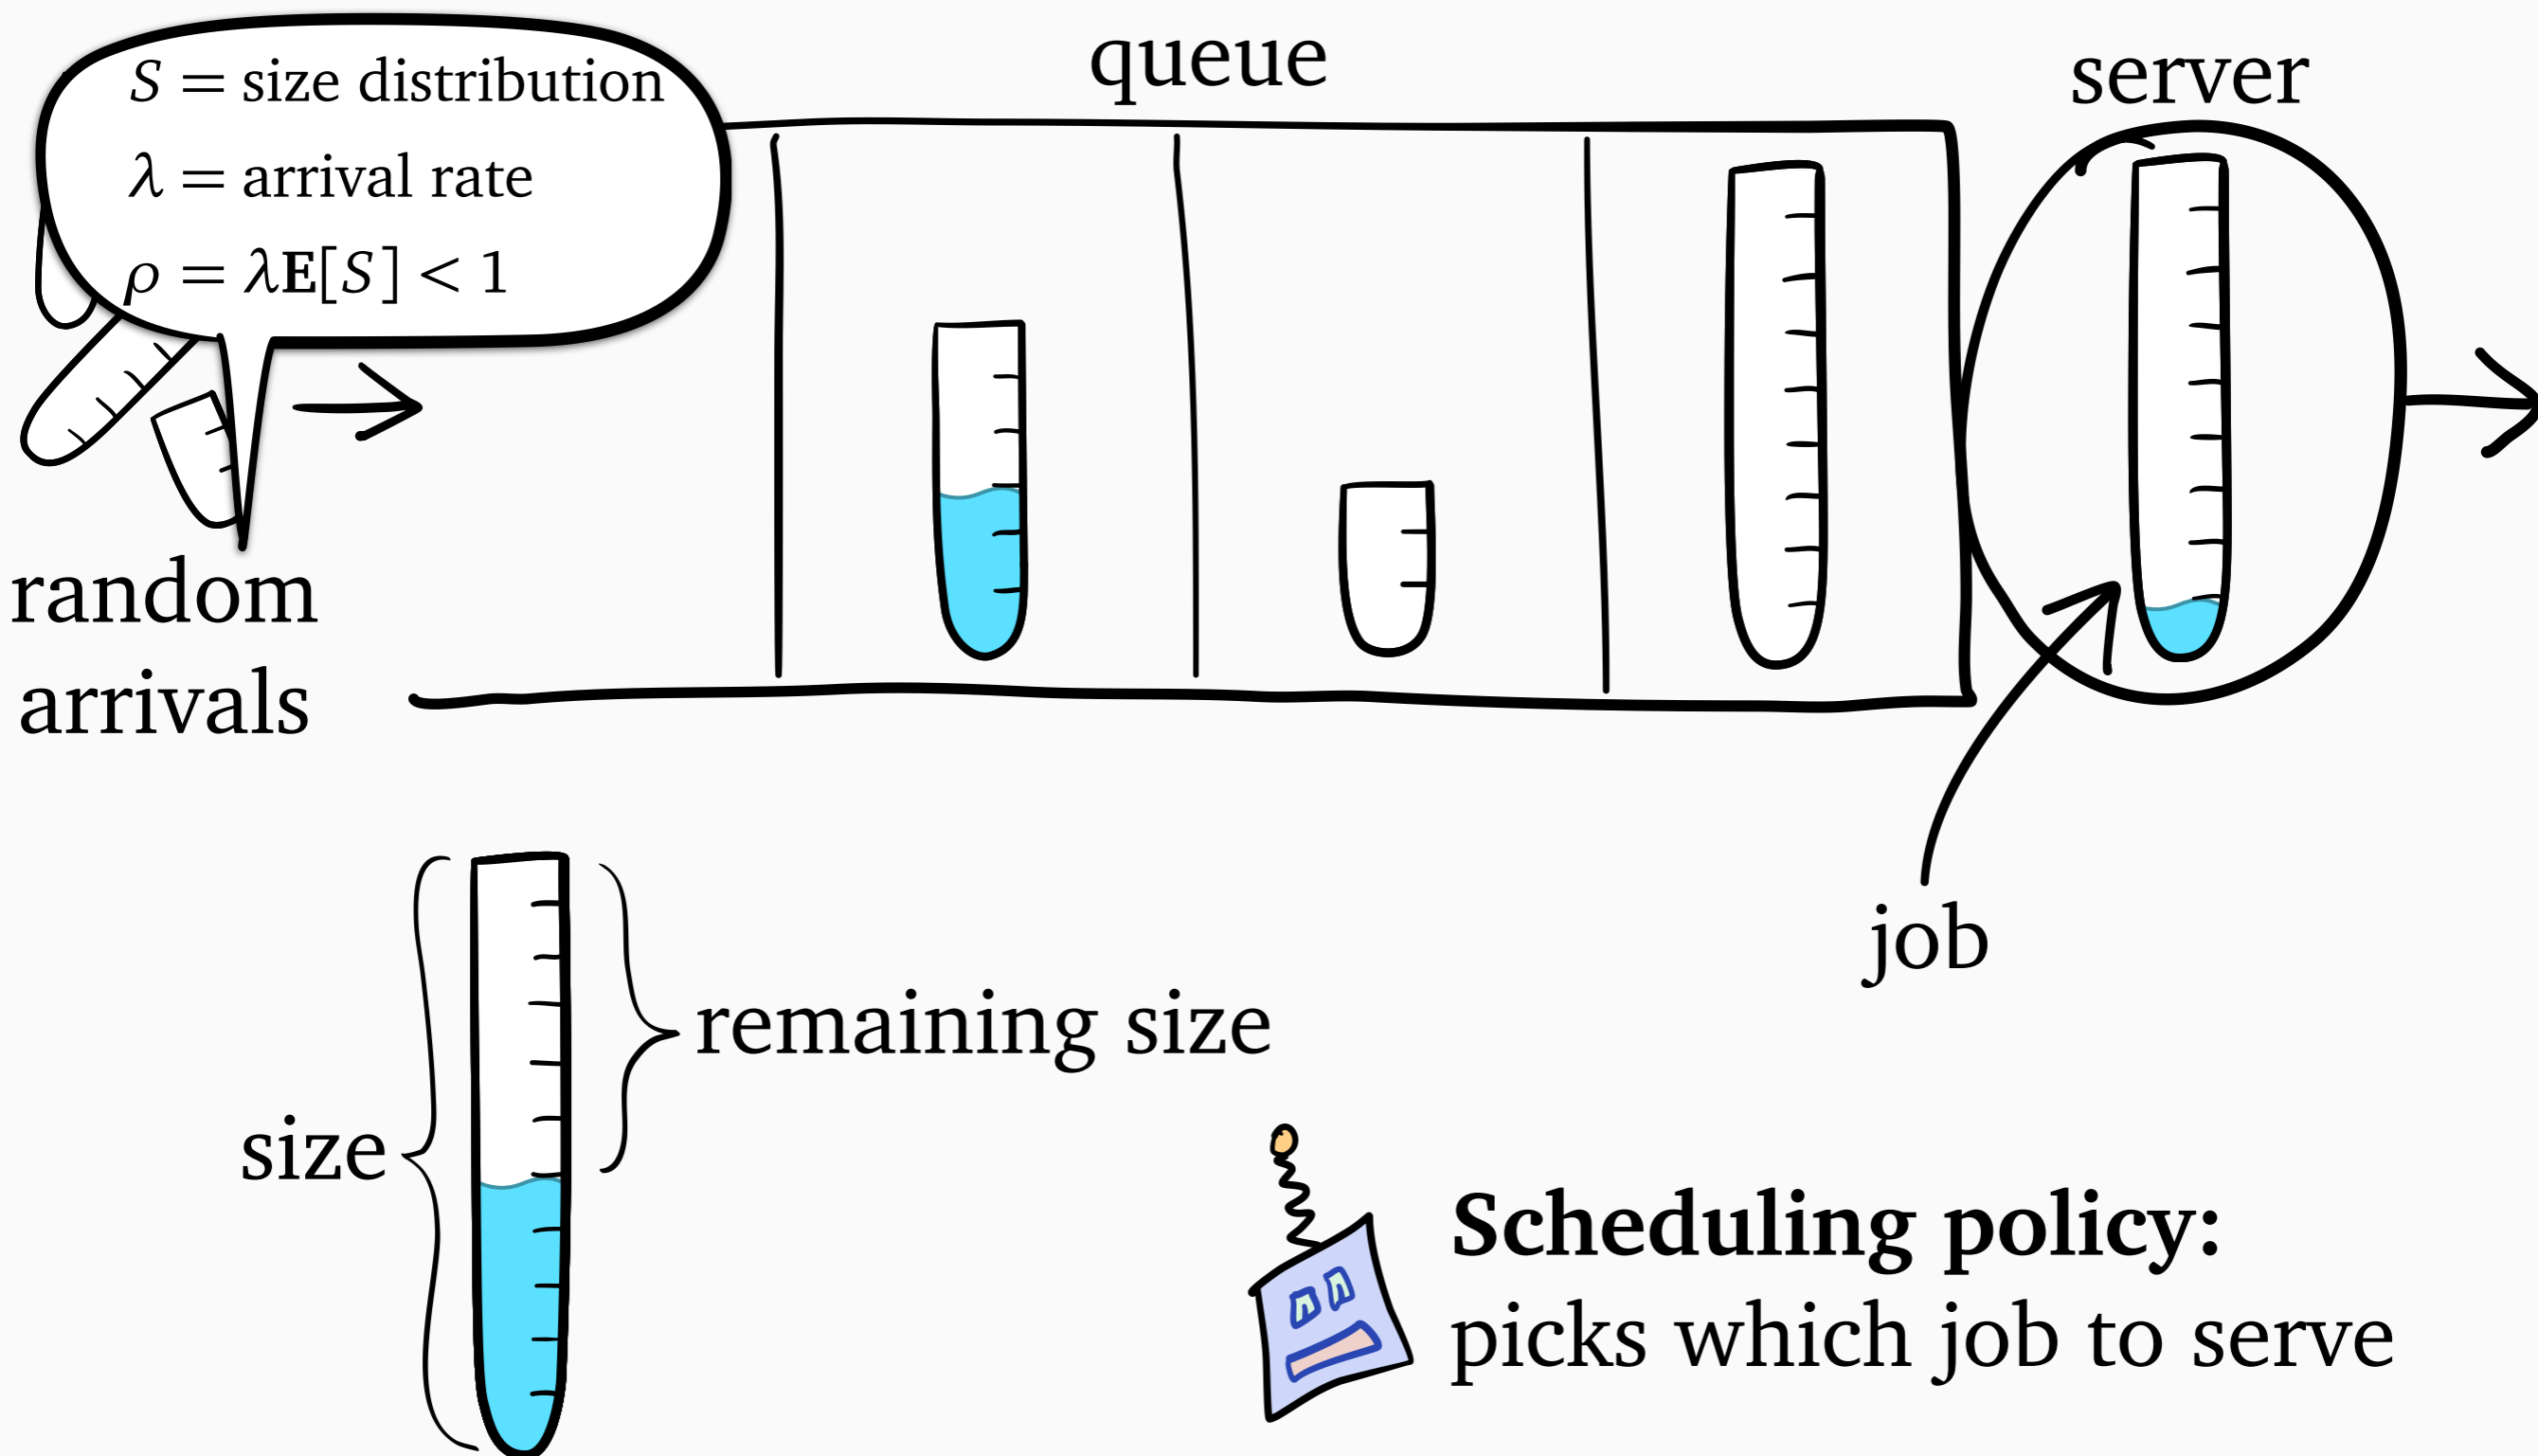 S = size distribution
λ = arrival rate
ρ = λE[S] < 1
queue
server
random
arrivals
job
remaining size
size
Scheduling policy:
picks which job to serve